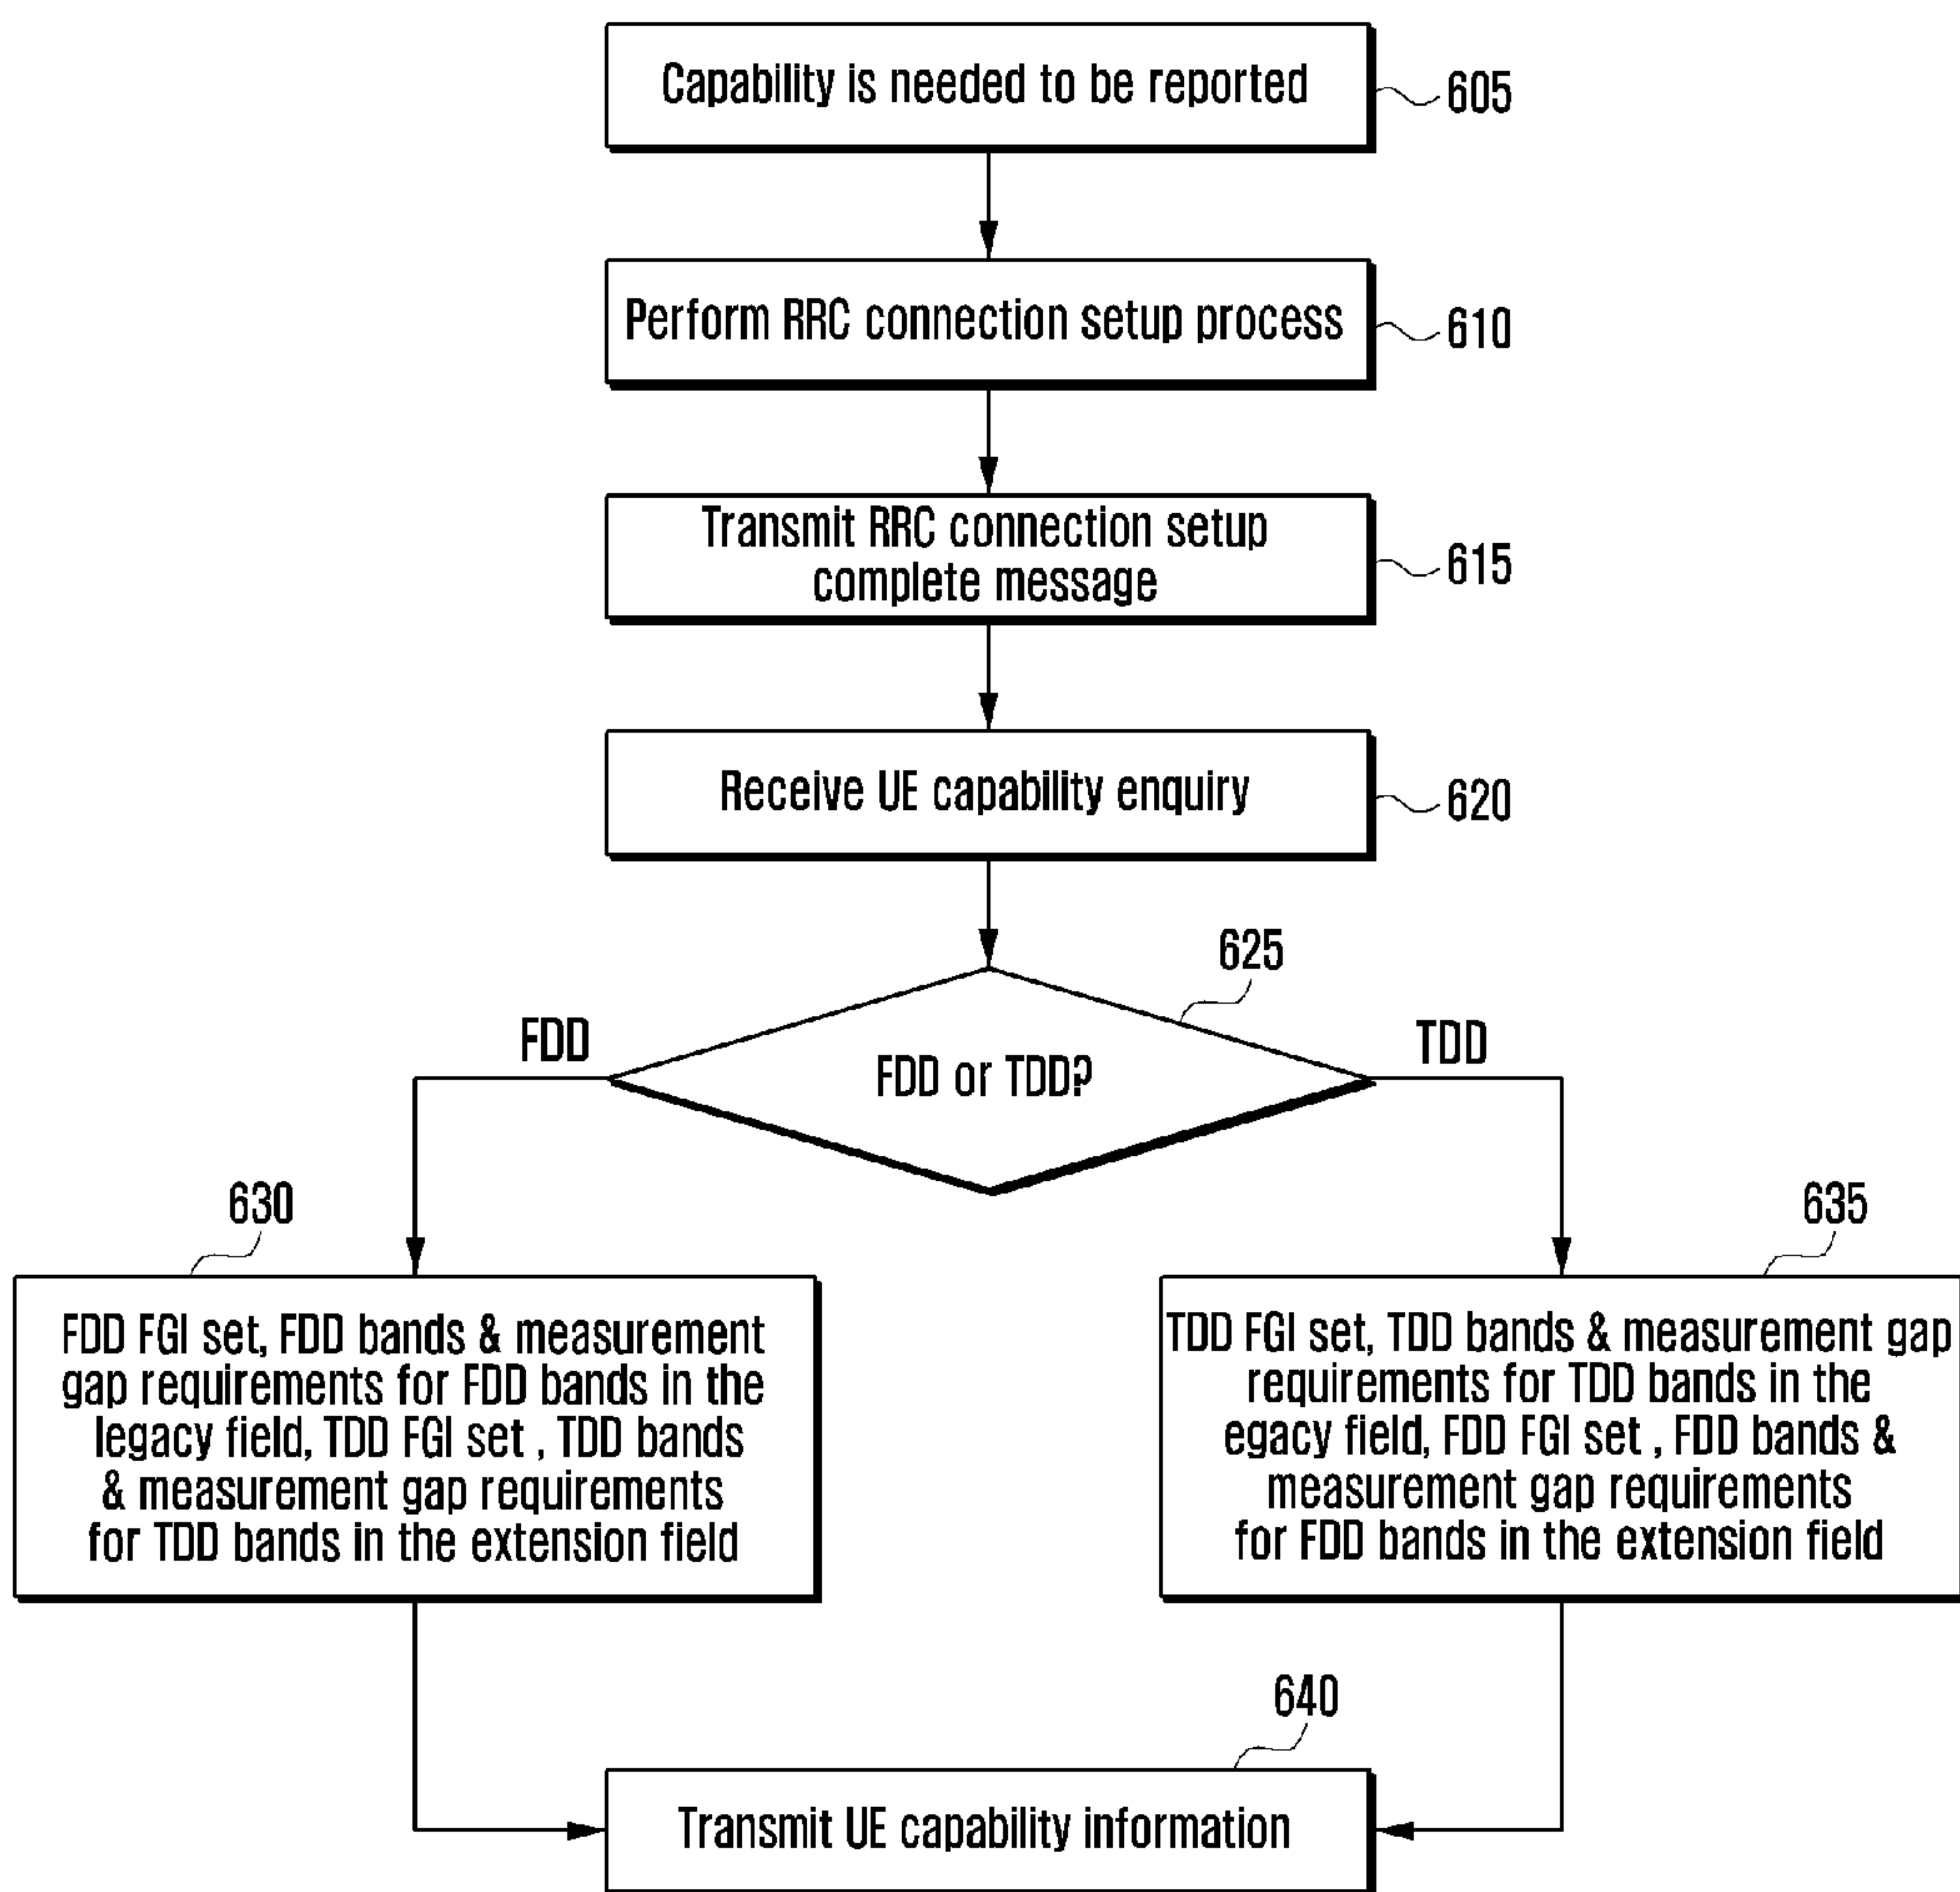 Capability is needed to be reported
605
Perform RRC connection setup process
610
Transmit RRC connection setup
complete message
615
Receive UE capability enquiry
620
625
FDD
FDD or TDD?
TDD
630
FDD FGI set, FDD bands & measurement
gap requirements for FDD bands in the
legacy field, TDD FGI set , TDD bands
& measurement gap requirements
for TDD bands in the extension field
635
TDD FGI set, TDD bands & measurement gap
requirements for TDD bands in the
egacy field, FDD FGI set , FDD bands &
measurement gap requirements
for FDD bands in the extension field
640
Transmit UE capability information